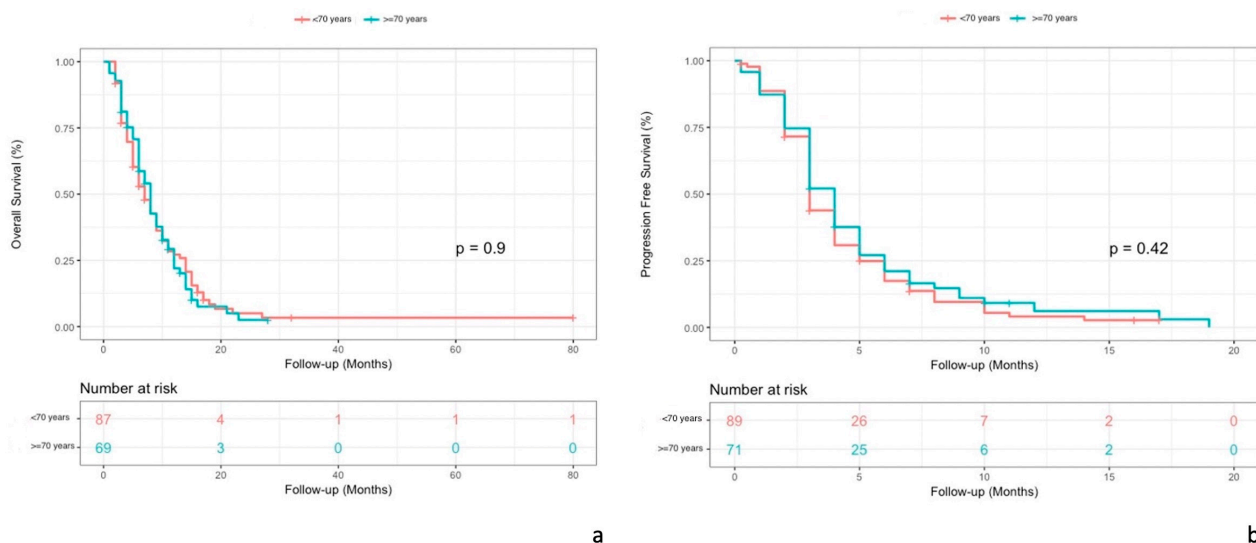 <70 years >=70 years
Overall Survival (%)
1.00
0.75
0.50
0.25
0.00
p = 0.9
0 20 40 60 80
Follow-up (Months)
Number at risk
<70 years 87 4 1 1 1
>=70 years 69 3 0 0 0
0 20 40 60 80
Follow-up (Months)
a
<70 years >=70 years
Progression Free Survival (%)
1.00
0.75
0.50
0.25
0.00
p = 0.42
0 5 10 15 20
Follow-up (Months)
Number at risk
<70 years 89 26 7 2 0
>=70 years 71 25 6 2 0
0 5 10 15 20
Follow-up (Months)
b